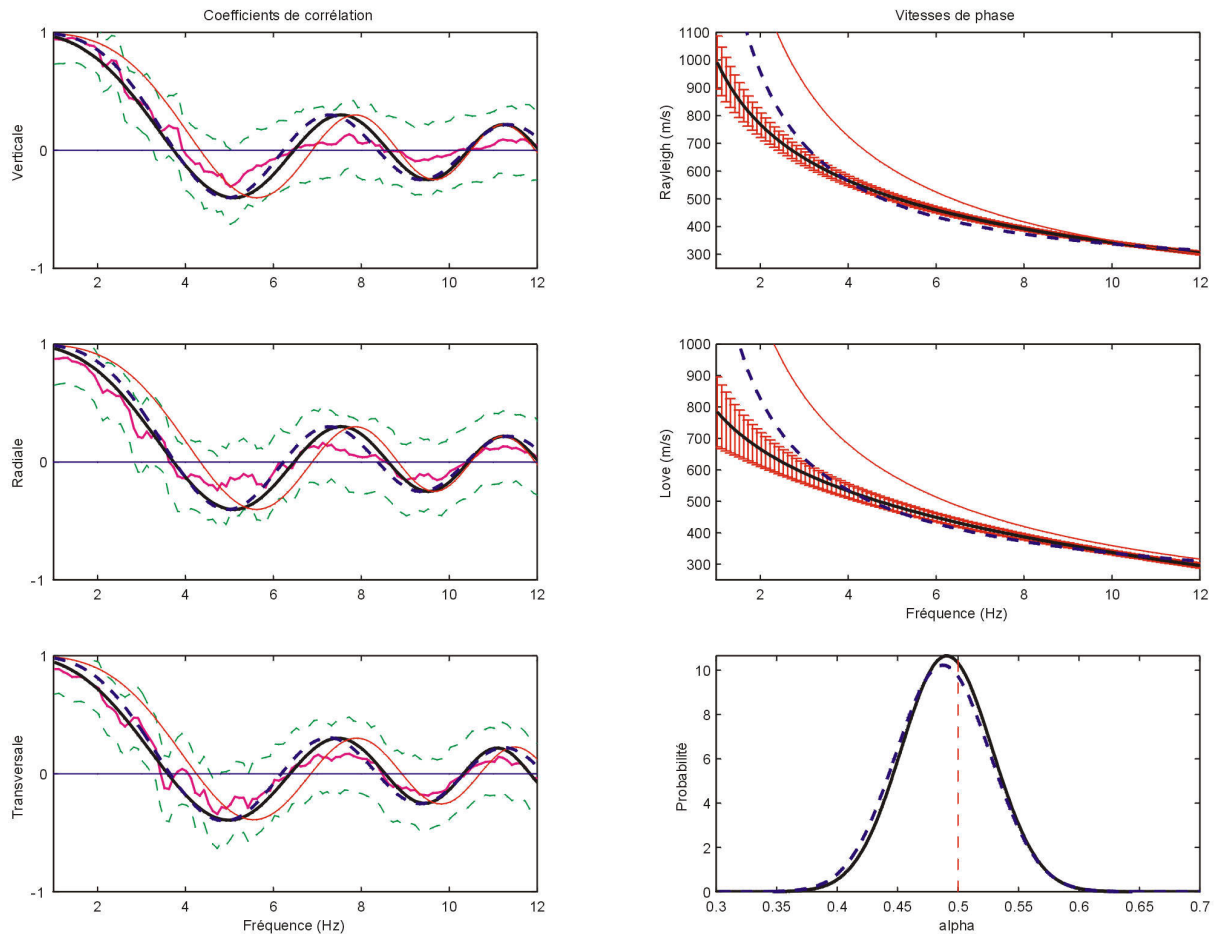 Coefficients de corrélation
Verticale
1
0
-1
2 4 6 8 10 12
Radiale
1
0
-1
2 4 6 8 10 12
Transversale
1
0
-1
2 4 6 8 10 12
Fréquence (Hz)
Vitesses de phase
Rayleigh (m/s)
1100
1000
900
800
700
600
500
400
300
2 4 6 8 10 12
Love (m/s)
1000
900
800
700
600
500
400
300
2 4 6 8 10 12
Fréquence (Hz)
Probabilité
10
8
6
4
2
0
0.3 0.35 0.4 0.45 0.5 0.55 0.6 0.65 0.7
alpha